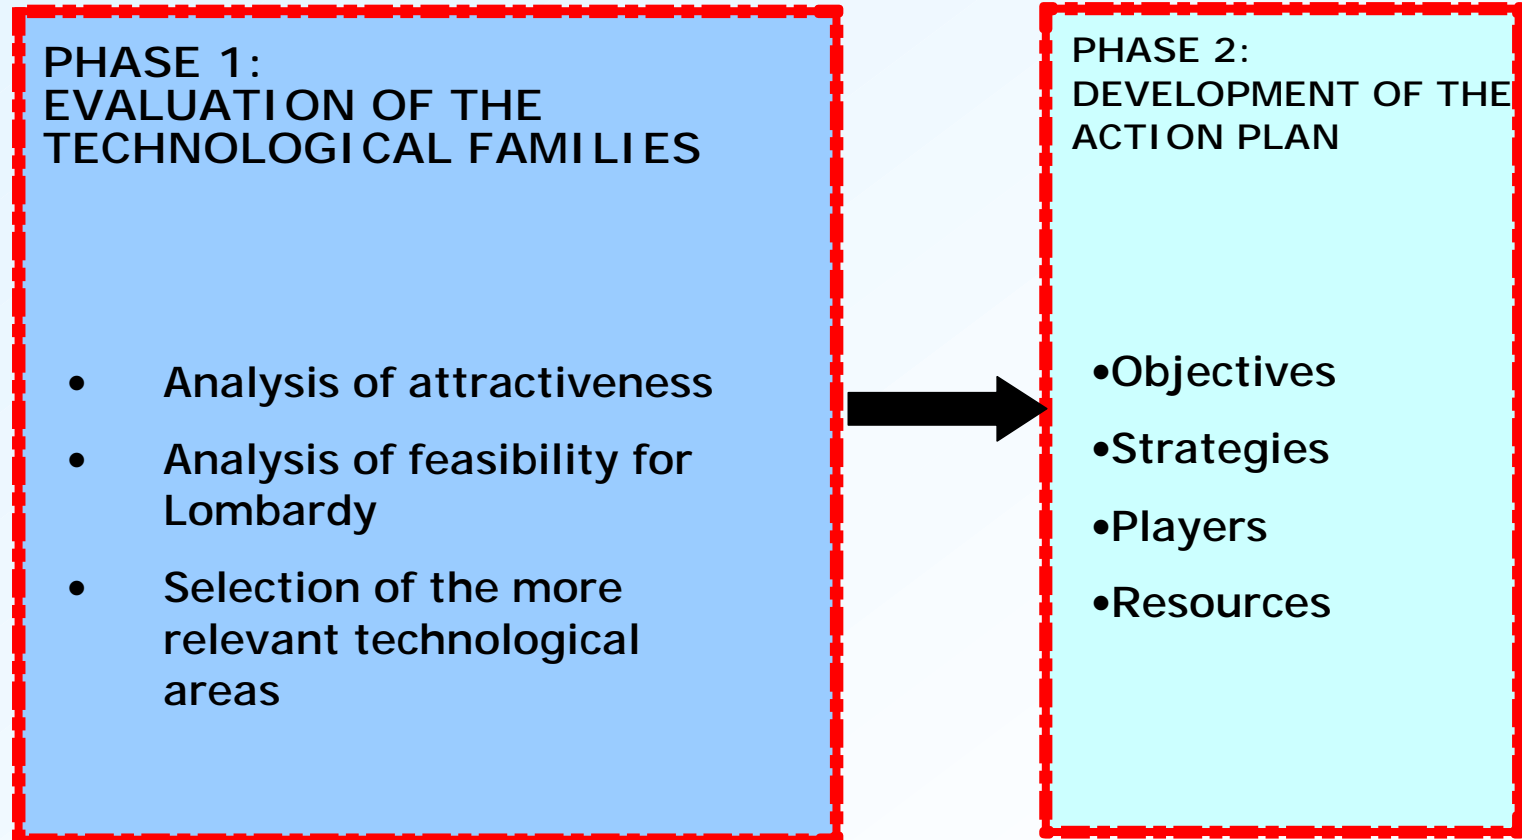 PHASE 1:
EVALUATION OF THE
TECHNOLOGICAL FAMILIES
• Analysis of attractiveness
• Analysis of feasibility for
Lombardy
• Selection of the more
relevant technological
areas
PHASE 2:
DEVELOPMENT OF THE
ACTION PLAN
•Objectives
•Strategies
•Players
•Resources